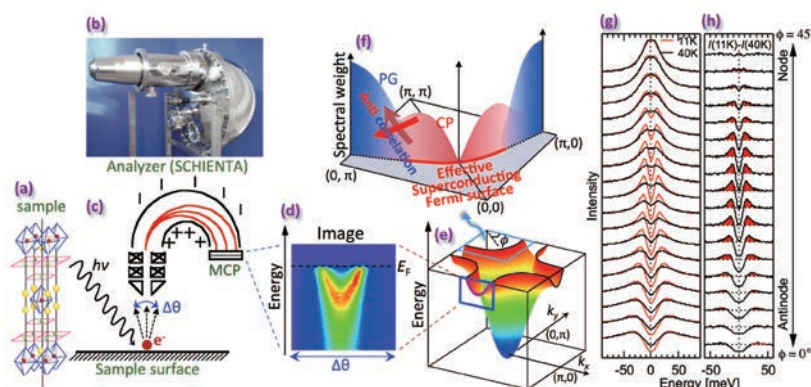 (a)
sample
(b)
Analyzer (SCHIENTA)
(c)
hν
Δθ
e-
Sample surface
MCP
(d)
Image
Energy
E_F
Δθ
(e)
Energy
φ
k_y
(0,π)
k_x
(π,0)
(f)
Spectral weight
PG
(π, π)
CP
Anti correlation
(0, π)
Effective
Superconducting
Fermi surface
(π,0)
(0,0)
(g)
Intensity
11K
40K
-50
0
50
Energy [meV]
(h)
I(11K)-I(40K)
-50
0
50
ϕ = 45°
Node
Antinode
ϕ = 0°